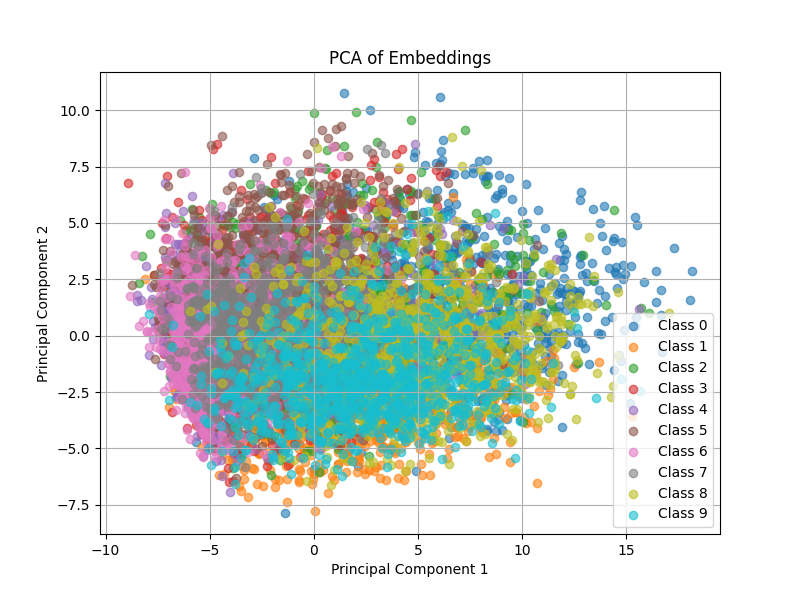 PCA of Embeddings
Principal Component 2
10.0
7.5
5.0
2.5
0.0
−2.5
−5.0
−7.5
Class 0
Class 1
Class 2
Class 3
Class 4
Class 5
Class 6
Class 7
Class 8
Class 9
−10
−5
0
5
10
15
Principal Component 1